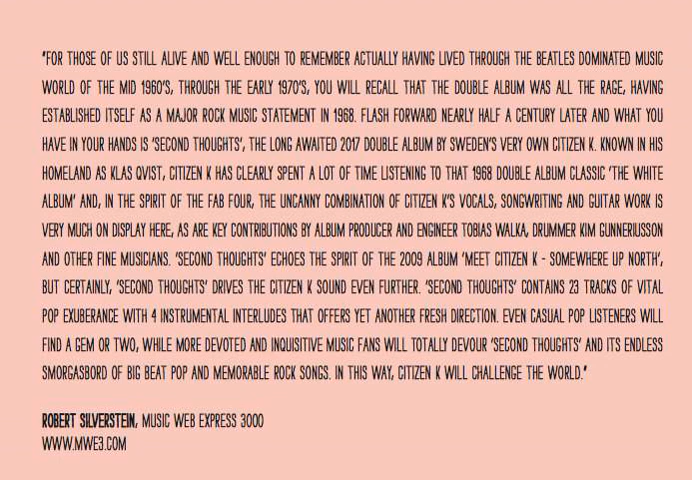 "FOR THOSE OF US STILL ALIVE AND WELL ENOUGH TO REMEMBER ACTUALLY HAVING LIVED THROUGH THE BEATLES DOMINATED MUSIC
WORLD OF THE MID 1960'S, THROUGH THE EARLY 1970'S, YOU WILL RECALL THAT THE DOUBLE ALBUM WAS ALL THE RAGE, HAVING
ESTABLISHED ITSELF AS A MAJOR ROCK MUSIC STATEMENT IN 1968. FLASH FORWARD NEARLY HALF A CENTURY LATER AND WHAT YOU
HAVE IN YOUR HANDS IS 'SECOND THOUGHTS', THE LONG AWAITED 2017 DOUBLE ALBUM BY SWEDEN'S VERY OWN CITIZEN K. KNOWN IN HIS
HOMELAND AS KLAS QVIST, CITIZEN K HAS CLEARLY SPENT A LOT OF TIME LISTENING TO THAT 1968 DOUBLE ALBUM CLASSIC 'THE WHITE
ALBUM' AND, IN THE SPIRIT OF THE FAB FOUR, THE UNCANNY COMBINATION OF CITIZEN K'S VOCALS, SONGWRITING AND GUITAR WORK IS
VERY MUCH ON DISPLAY HERE, AS ARE KEY CONTRIBUTIONS BY ALBUM PRODUCER AND ENGINEER TOBIAS WALKA, DRUMMER KIM GUNNERIUSSON
AND OTHER FINE MUSICIANS. 'SECOND THOUGHTS' ECHOES THE SPIRIT OF THE 2009 ALBUM 'MEET CITIZEN K - SOMEWHERE UP NORTH',
BUT CERTAINLY, 'SECOND THOUGHTS' DRIVES THE CITIZEN K SOUND EVEN FURTHER. 'SECOND THOUGHTS' CONTAINS 23 TRACKS OF VITAL
POP EXUBERANCE WITH 4 INSTRUMENTAL INTERLUDES THAT OFFERS YET ANOTHER FRESH DIRECTION. EVEN CASUAL POP LISTENERS WILL
FIND A GEM OR TWO, WHILE MORE DEVOTED AND INQUISITIVE MUSIC FANS WILL TOTALLY DEVOUR 'SECOND THOUGHTS' AND ITS ENDLESS
SMORGASBORD OF BIG BEAT POP AND MEMORABLE ROCK SONGS. IN THIS WAY, CITIZEN K WILL CHALLENGE THE WORLD."
ROBERT SILVERSTEIN, MUSIC WEB EXPRESS 3000
WWW.MWE3.COM